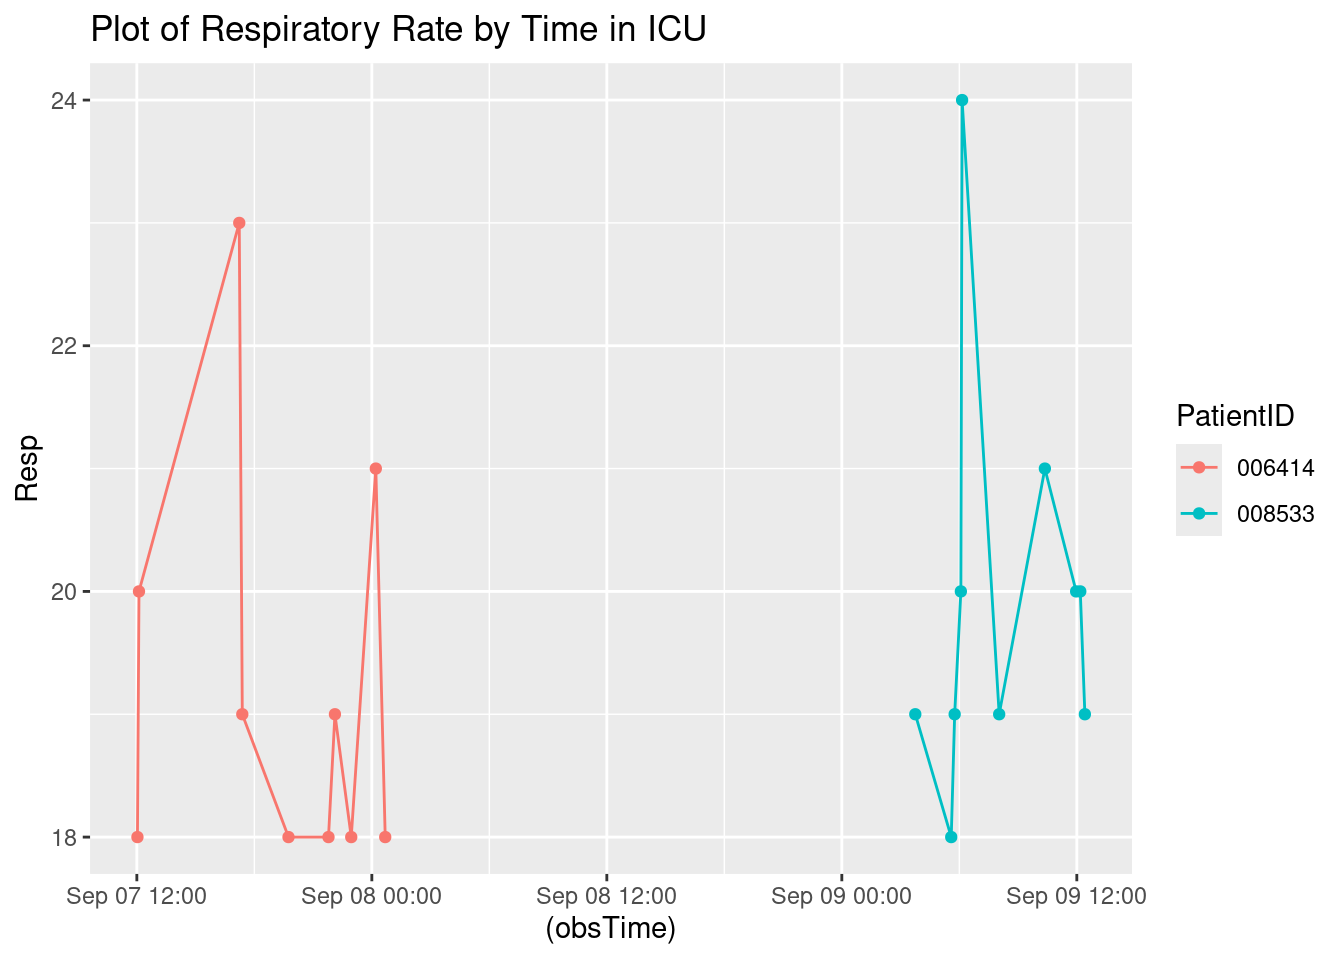 Plot of Respiratory Rate by Time in ICU
24
22
20
18
Resp
Sep 07 12:00
Sep 08 00:00
Sep 08 12:00
Sep 09 00:00
Sep 09 12:00
(obsTime)
PatientID
006414
008533